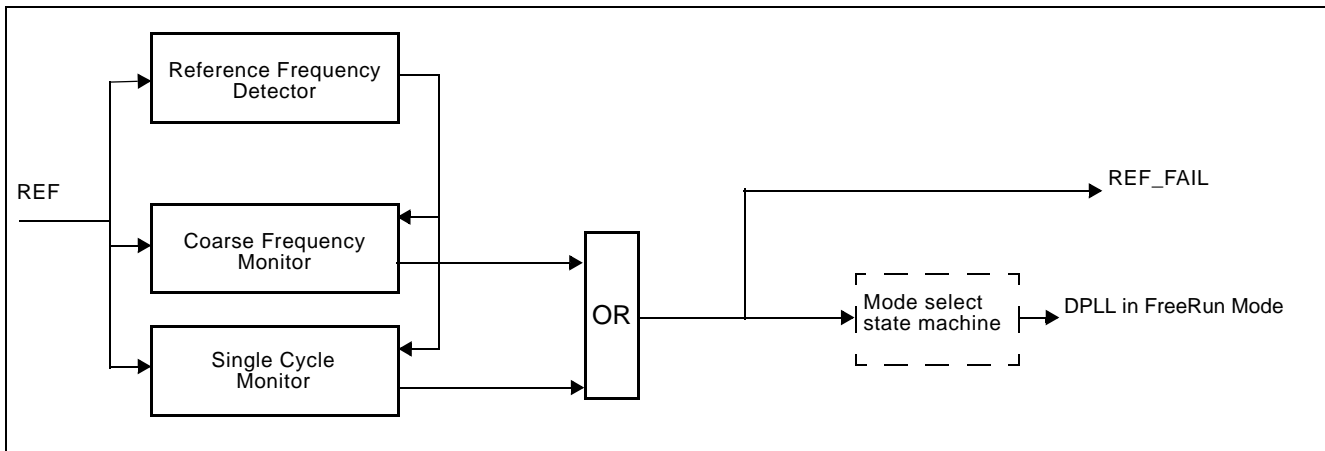 Reference Frequency
Detector
REF
REF_FAIL
Coarse Frequency
Monitor
OR
Mode select
state machine
DPLL in FreeRun Mode
Single Cycle
Monitor